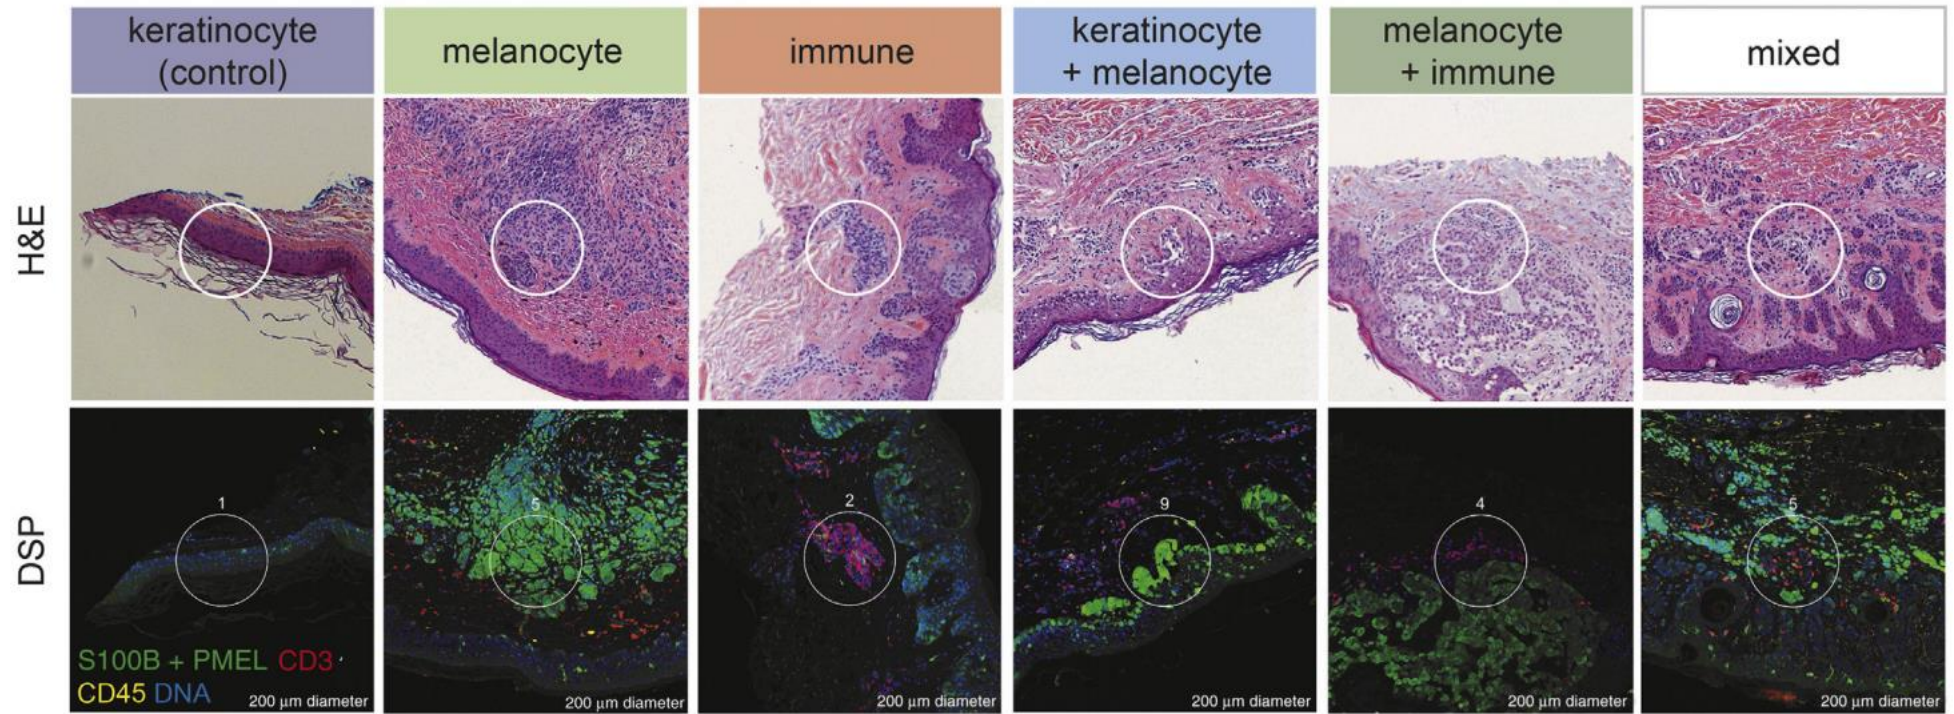 keratinocyte
(control)
melanocyte
immune
keratinocyte
+ melanocyte
melanocyte
+ immune
mixed
H&E
DSP
1
5
2
9
4
5
S100B + PMEL CD3
CD45 DNA
200 μm diameter
200 μm diameter
200 μm diameter
200 μm diameter
200 μm diameter
200 μm diameter